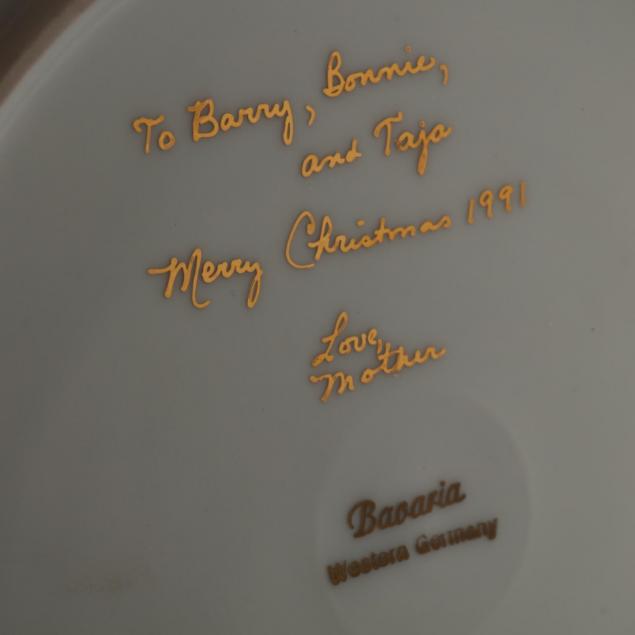 To Barry, Bonnie,
and Taja
Merry Christmas 1991
Love,
Mother
Bavaria
Western Germany